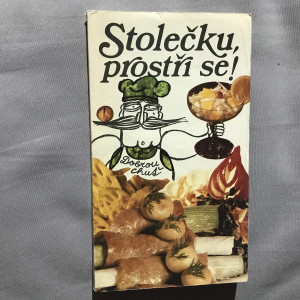 Stolečku,
prostři se!
Dobrou
chuť